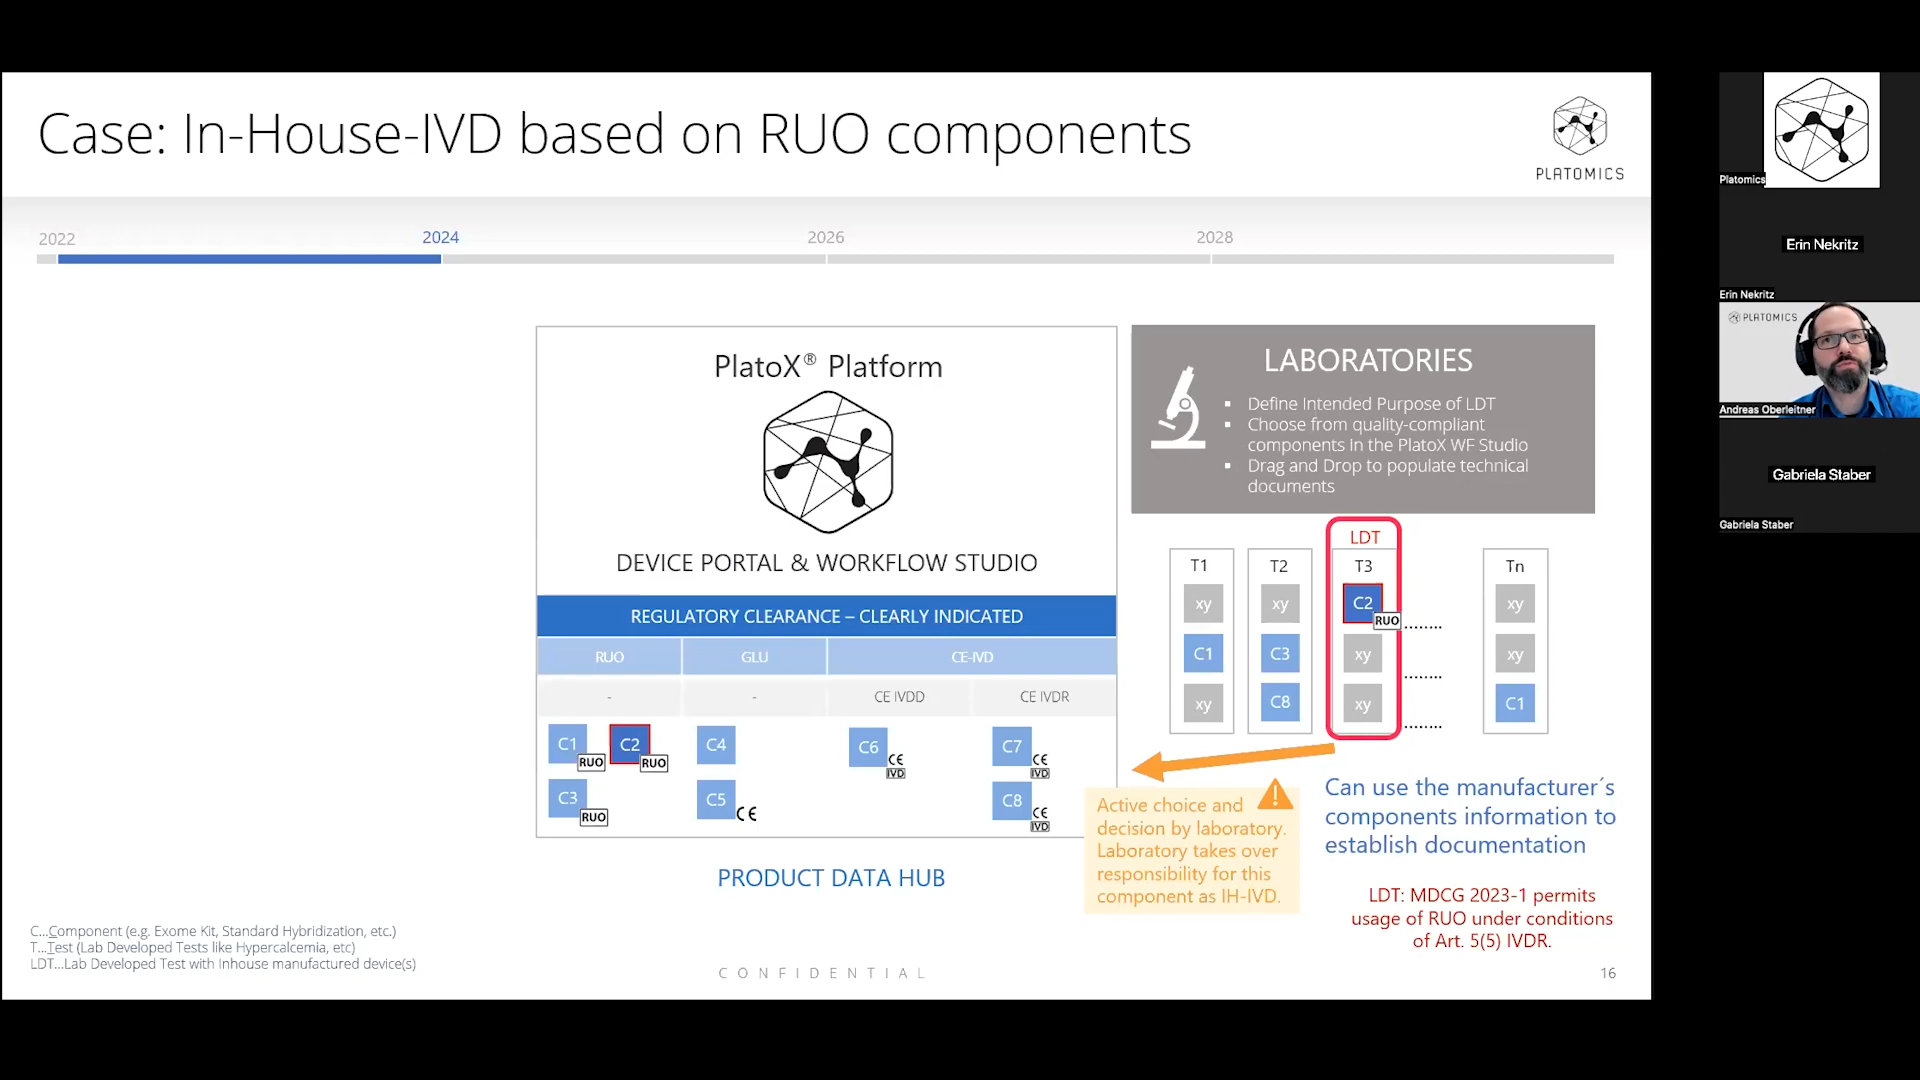 Case: In-House-IVD based on RUO components
PLATOMICS
2022
2024
2026
2028
PlatoX® Platform
DEVICE PORTAL & WORKFLOW STUDIO
REGULATORY CLEARANCE – CLEARLY INDICATED
RUO
GLU
CE-IVD
-
-
CE IVDD
CE IVDR
C1
RUO
C2
RUO
C3
RUO
C4
C5
CE
C6
CE
IVD
C7
CE
IVD
C8
CE
IVD
PRODUCT DATA HUB
LABORATORIES
▪ Define Intended Purpose of LDT
▪ Choose from quality-compliant
components in the PlatoX WF Studio
▪ Drag and Drop to populate technical
documents
T1
xy
C1
xy
T2
xy
C3
C8
LDT
T3
C2
RUO
xy
xy
........
........
........
Tn
xy
xy
C1
Active choice and
decision by laboratory.
Laboratory takes over
responsibility for this
component as IH-IVD.
Can use the manufacturer´s
components information to
establish documentation
LDT: MDCG 2023-1 permits
usage of RUO under conditions
of Art. 5(5) IVDR.
C...Component (e.g. Exome Kit, Standard Hybridization, etc.)
T...Test (Lab Developed Tests like Hypercalcemia, etc)
LDT...Lab Developed Test with Inhouse manufactured device(s)
CONFIDENTIAL
16
Platomics
Erin Nekritz
Erin Nekritz
PLATOMICS
Andreas Oberleitner
Gabriela Staber
Gabriela Staber